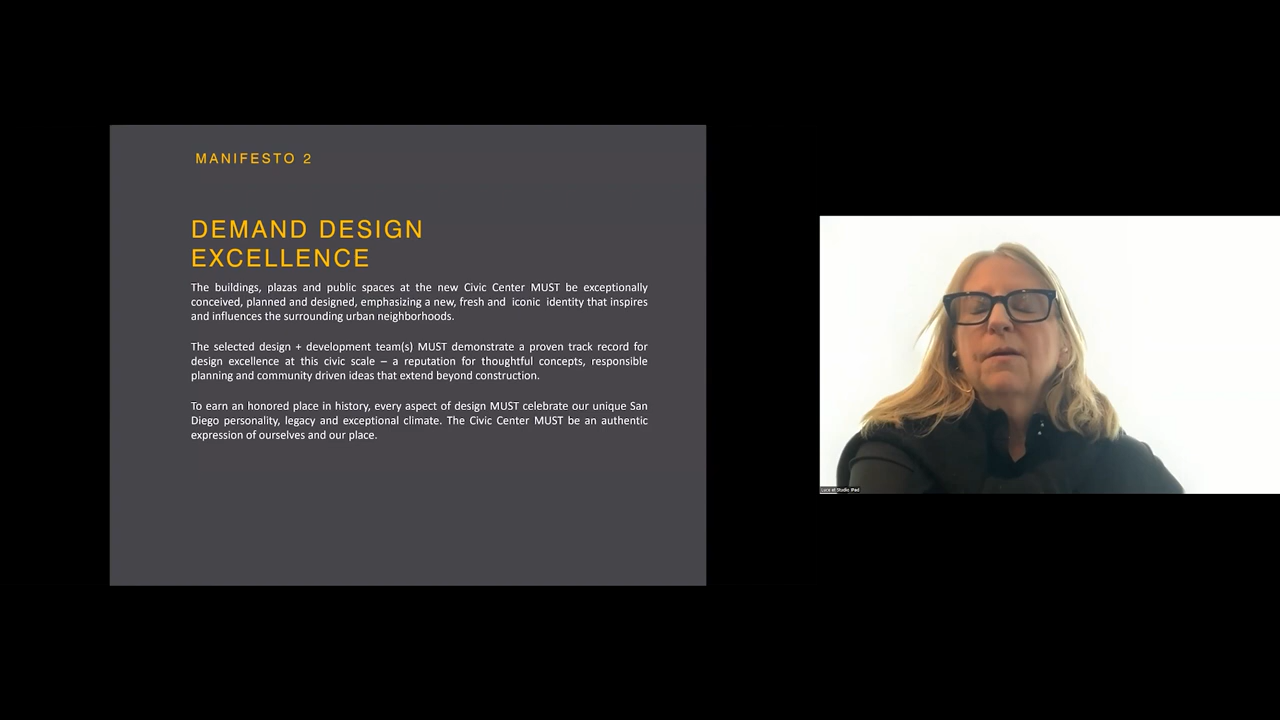 MANIFESTO 2
DEMAND DESIGN
EXCELLENCE
The buildings, plazas and public spaces at the new Civic Center MUST be exceptionally
conceived, planned and designed, emphasizing a new, fresh and iconic identity that inspires
and influences the surrounding urban neighborhoods.
The selected design + development team(s) MUST demonstrate a proven track record for
design excellence at this civic scale – a reputation for thoughtful concepts, responsible
planning and community driven ideas that extend beyond construction.
To earn an honored place in history, every aspect of design MUST celebrate our unique San
Diego personality, legacy and exceptional climate. The Civic Center MUST be an authentic
expression of ourselves and our place.
at Studio iPad